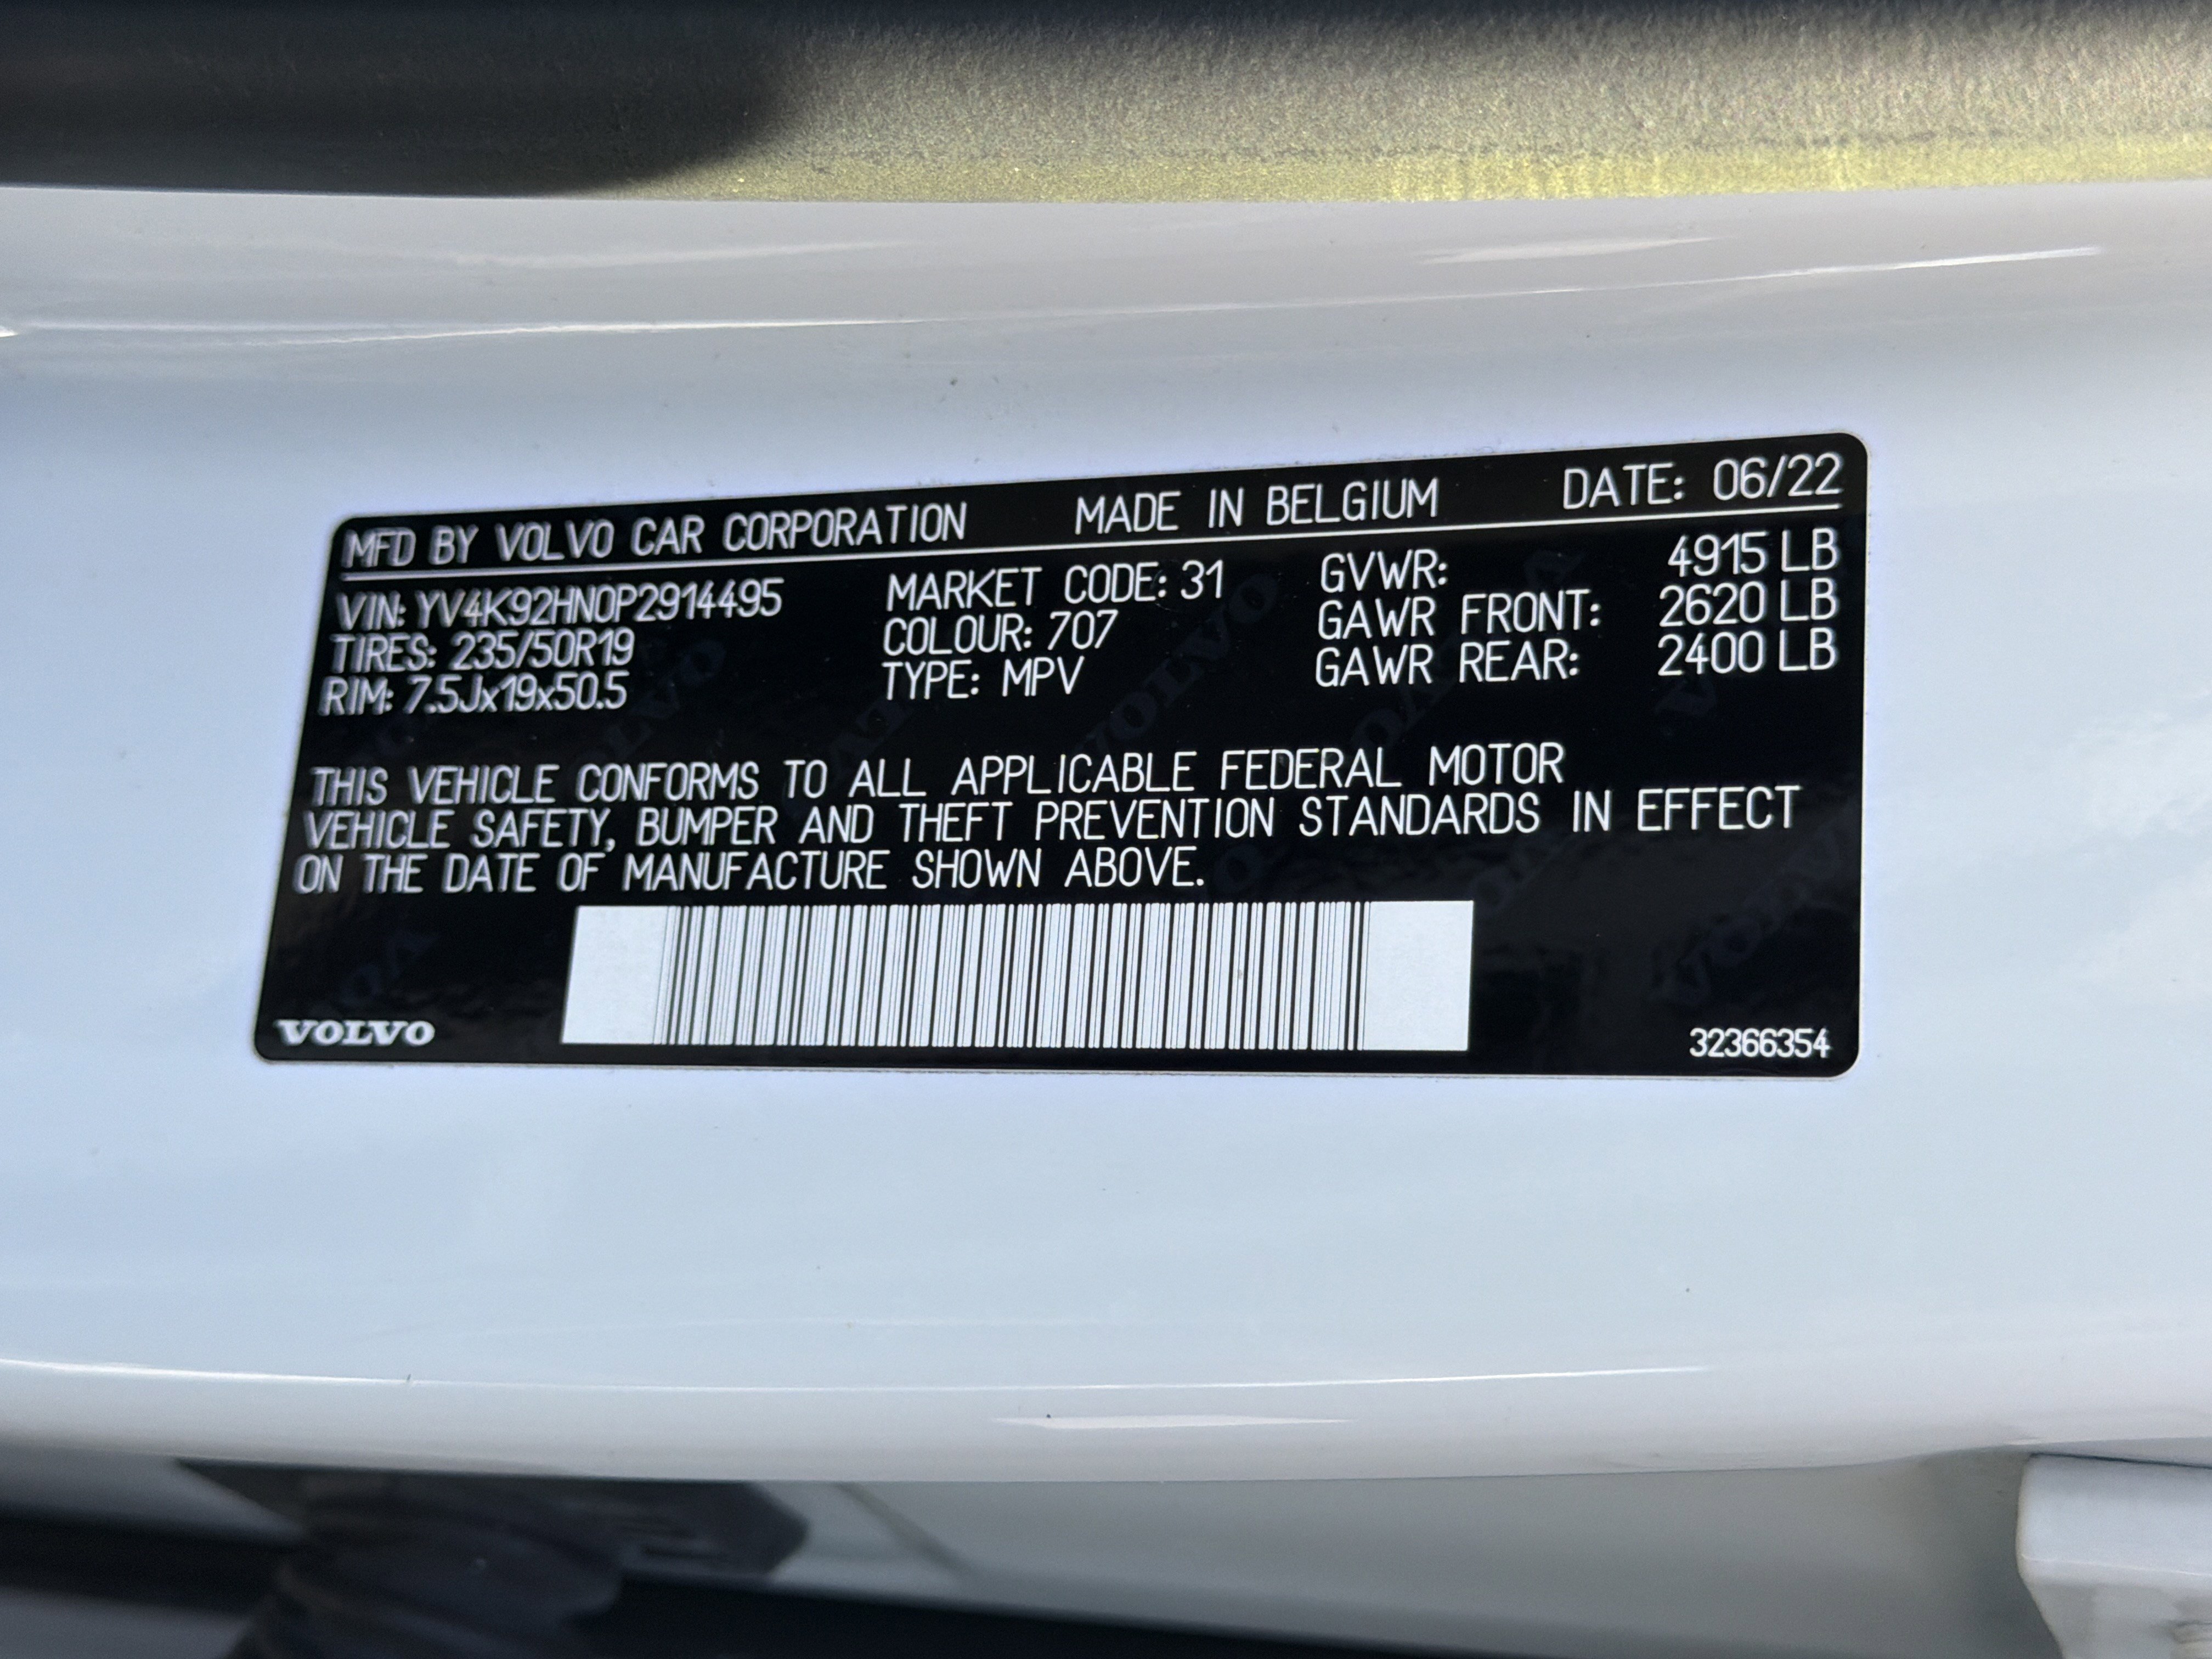 MFD BY VOLVO CAR CORPORATION MADE IN BELGIUM DATE: 06/22
VIN: YV4K92HN0P2914495 MARKET CODE: 31 GVWR: 4915 LB
TIRES: 235/50R19 COLOUR: 707 GAWR FRONT: 2620 LB
RIM: 7.5Jx19x50.5 TYPE: MPV GAWR REAR: 2400 LB
THIS VEHICLE CONFORMS TO ALL APPLICABLE FEDERAL MOTOR
VEHICLE SAFETY, BUMPER AND THEFT PREVENTION STANDARDS IN EFFECT
ON THE DATE OF MANUFACTURE SHOWN ABOVE.
VOLVO 32366354